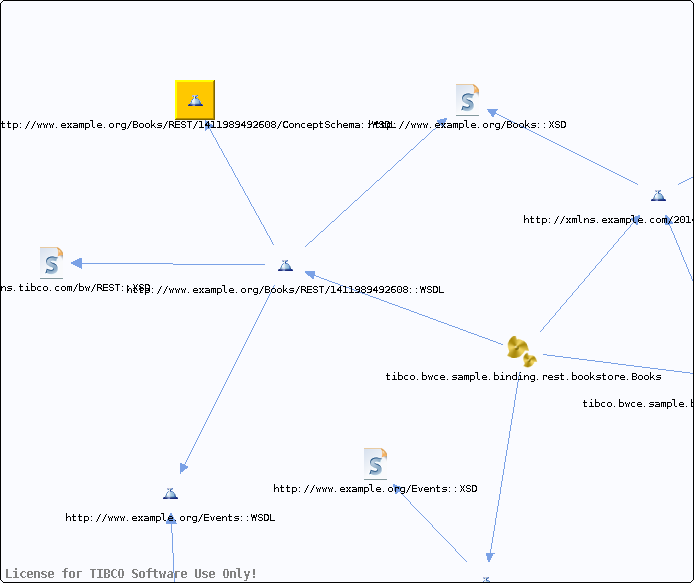 ttp://www.example.org/Books/REST/1411989492608/ConceptSchema::WSDL
://www.example.org/Books::XSD
http://xmlns.example.com/201
ns.tibco.com/bw/REST::XSD
http://www.example.org/Books/REST/1411989492608::WSDL
tibco.bwce.sample.binding.rest.bookstore.Books
tibco.bwce.sample.b
http://www.example.org/Events::XSD
http://www.example.org/Events::WSDL
License for TIBCO Software Use Only!